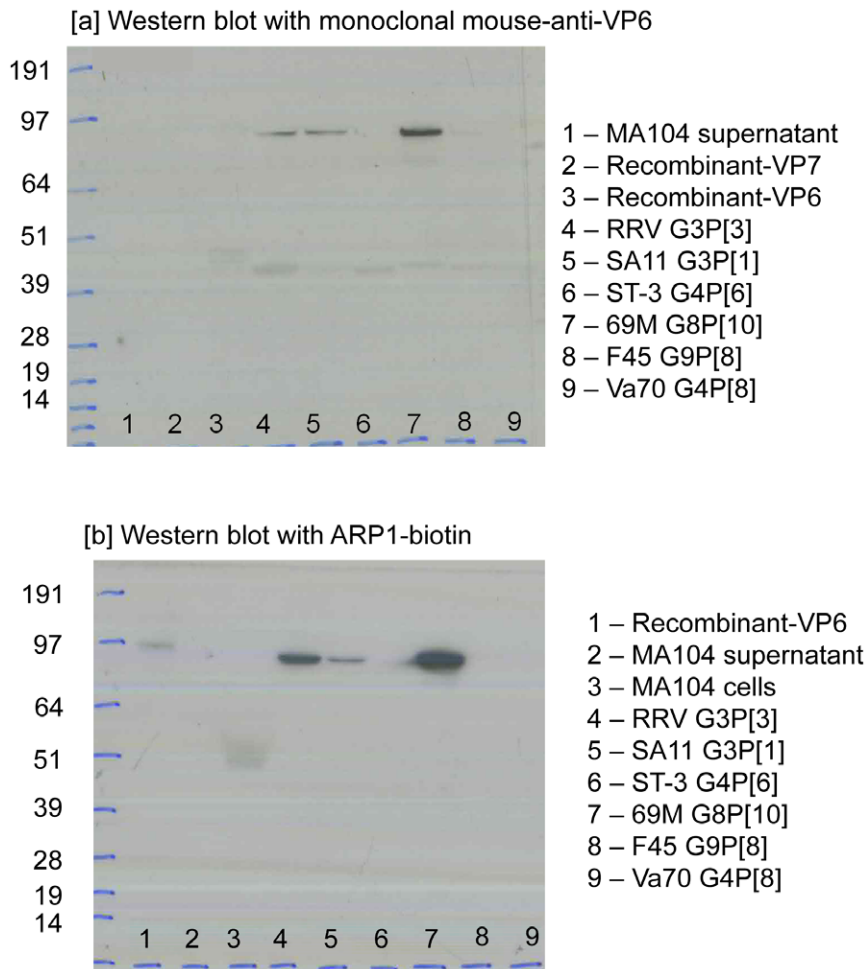 [a] Western blot with monoclonal mouse-anti-VP6
191
97
64
51
39
28
19
14
1 2 3 4 5 6 7 8 9
1 – MA104 supernatant
2 – Recombinant-VP7
3 – Recombinant-VP6
4 – RRV G3P[3]
5 – SA11 G3P[1]
6 – ST-3 G4P[6]
7 – 69M G8P[10]
8 – F45 G9P[8]
9 – Va70 G4P[8]
[b] Western blot with ARP1-biotin
191
97
64
51
39
28
19
14
1 2 3 4 5 6 7 8 9
1 – Recombinant-VP6
2 – MA104 supernatant
3 – MA104 cells
4 – RRV G3P[3]
5 – SA11 G3P[1]
6 – ST-3 G4P[6]
7 – 69M G8P[10]
8 – F45 G9P[8]
9 – Va70 G4P[8]